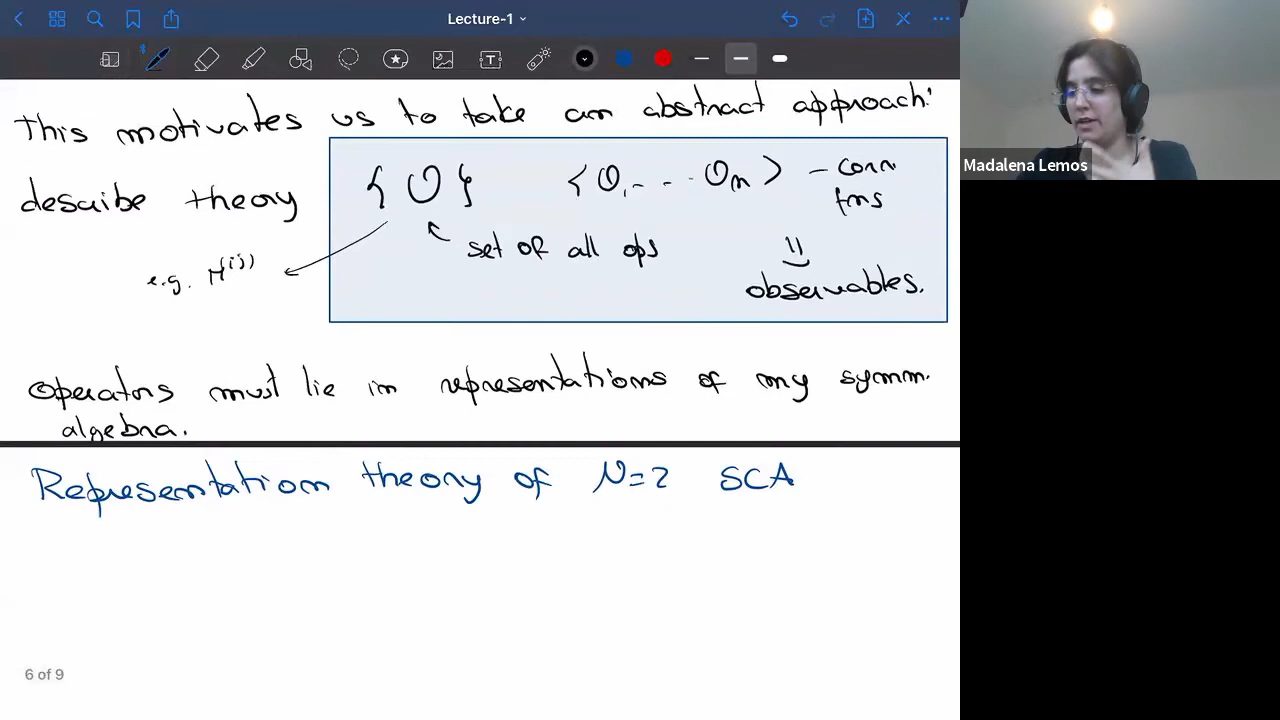 Lecture-1
This motivates us to take an abstract approach:
describe theory
{ O } < O1 ... On > – corr
fns
set of all ops
e.g. M^(ij)
observables.
Operators must lie in representations of my symm.
algebra.
Representation theory of N=2 SCA
6 of 9
Madalena Lemos